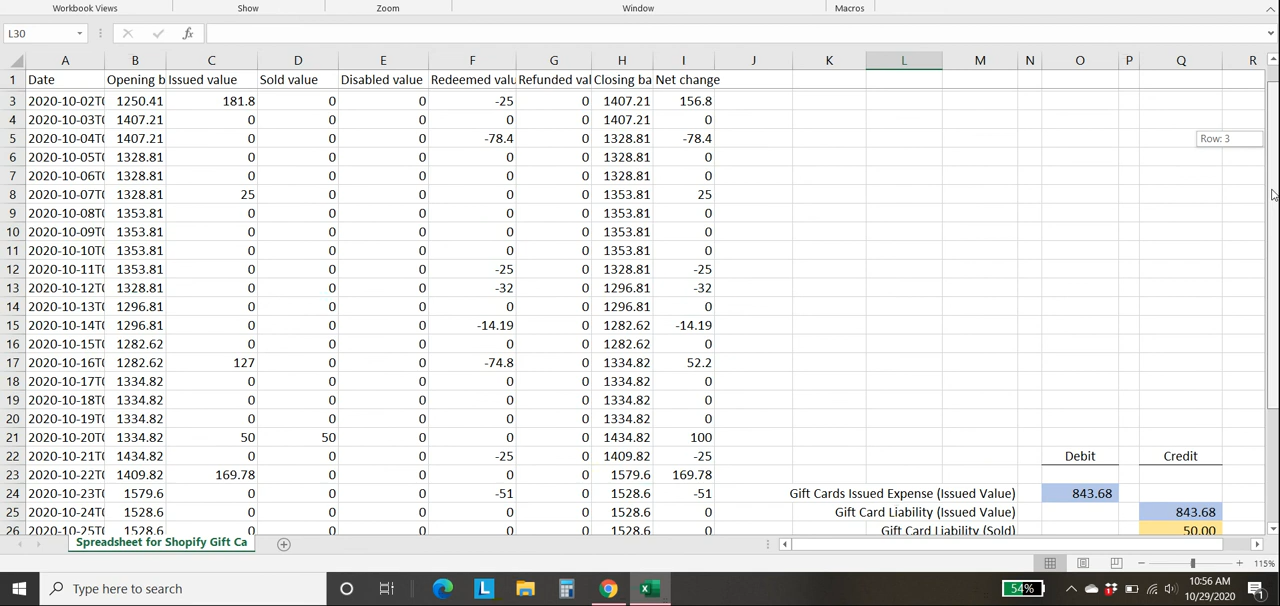 Workbook Views Show Zoom Window Macros
L30
A B C D E F G H I J K L M N O P Q R
1 Date Opening b Issued value Sold value Disabled value Redeemed valu Refunded val Closing ba Net change
3 2020-10-02T0 1250.41 181.8 0 0 -25 0 1407.21 156.8
4 2020-10-03T0 1407.21 0 0 0 0 0 1407.21 0
5 2020-10-04T0 1407.21 0 0 0 -78.4 0 1328.81 -78.4 Row: 3
6 2020-10-05T0 1328.81 0 0 0 0 0 1328.81 0
7 2020-10-06T0 1328.81 0 0 0 0 0 1328.81 0
8 2020-10-07T0 1328.81 25 0 0 0 0 1353.81 25
9 2020-10-08T0 1353.81 0 0 0 0 0 1353.81 0
10 2020-10-09T0 1353.81 0 0 0 0 0 1353.81 0
11 2020-10-10T0 1353.81 0 0 0 0 0 1353.81 0
12 2020-10-11T0 1353.81 0 0 0 -25 0 1328.81 -25
13 2020-10-12T0 1328.81 0 0 0 -32 0 1296.81 -32
14 2020-10-13T0 1296.81 0 0 0 0 0 1296.81 0
15 2020-10-14T0 1296.81 0 0 0 -14.19 0 1282.62 -14.19
16 2020-10-15T0 1282.62 0 0 0 0 0 1282.62 0
17 2020-10-16T0 1282.62 127 0 0 -74.8 0 1334.82 52.2
18 2020-10-17T0 1334.82 0 0 0 0 0 1334.82 0
19 2020-10-18T0 1334.82 0 0 0 0 0 1334.82 0
20 2020-10-19T0 1334.82 0 0 0 0 0 1334.82 0
21 2020-10-20T0 1334.82 50 50 0 0 0 1434.82 100
22 2020-10-21T0 1434.82 0 0 0 -25 0 1409.82 -25 Debit Credit
23 2020-10-22T0 1409.82 169.78 0 0 0 0 1579.6 169.78
24 2020-10-23T0 1579.6 0 0 0 -51 0 1528.6 -51 Gift Cards Issued Expense (Issued Value) 843.68
25 2020-10-24T0 1528.6 0 0 0 0 0 1528.6 0 Gift Card Liability (Issued Value) 843.68
26 2020-10-25T0 1528.6 0 0 0 0 0 1528.6 0 Gift Card Liability (Sold) 50.00
Spreadsheet for Shopify Gift Ca
115%
Type here to search
54%
10:56 AM
10/29/2020